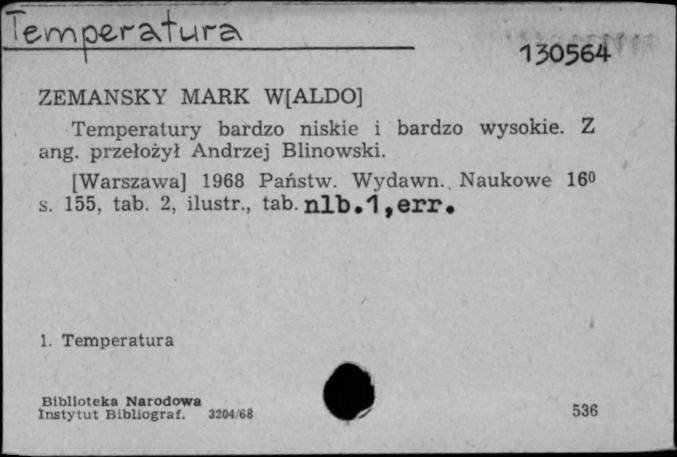 Temperatura
130564
ZEMANSKY MARK W[ALDO]
Temperatury bardzo niskie i bardzo wysokie. Z
ang. przełożył Andrzej Blinowski.
[Warszawa] 1968 Państw. Wydawn. Naukowe 16⁰
s. 155, tab. 2, ilustr., tab. nlb.1,err.
1. Temperatura
Biblioteka Narodowa
Instytut Bibliograf. 3204/68
536